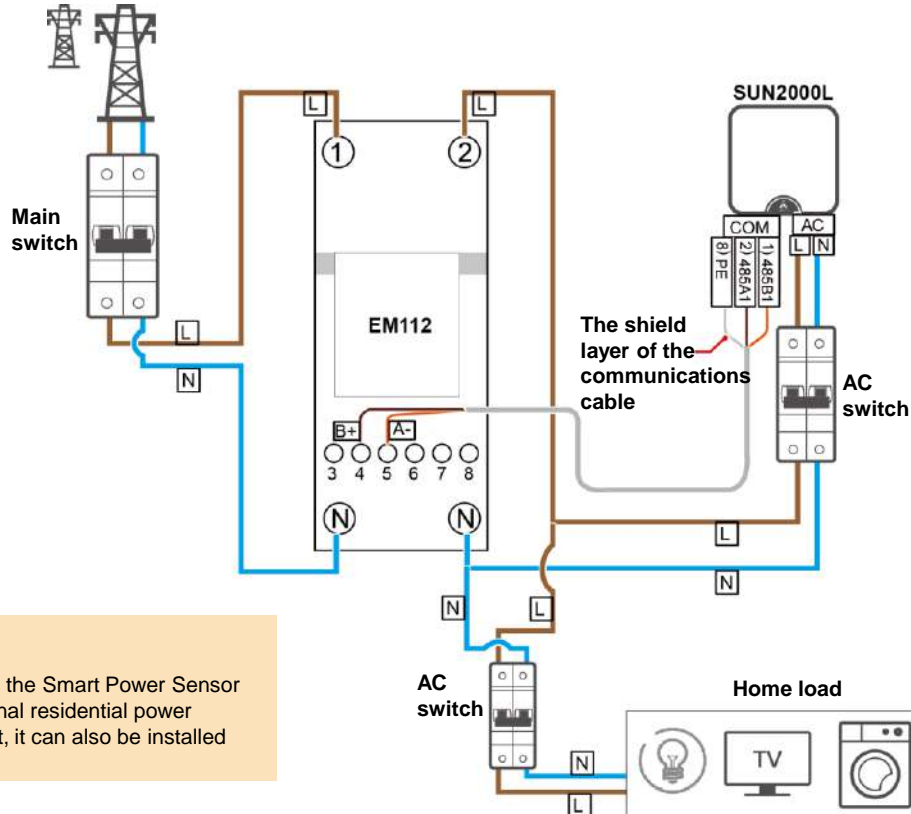 SUN2000L
L
L
1
2
Main
switch
COM
AC
L N
8) PE
2) 485A1
1) 485B1
EM112
L
N
The shield
layer of the
communications
cable
AC
switch
B+
A-
3 4 5 6 7 8
N
N
L
N
N
L
the Smart Power Sensor
nal residential power
t, it can also be installed
AC
switch
Home load
N
L
TV